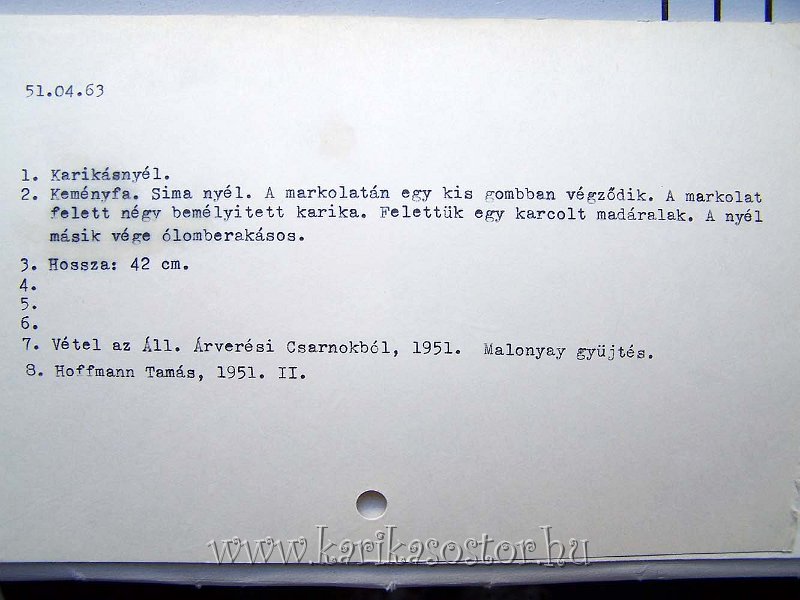 51.04.63
1. Karikásnyél.
2. Keményfa. Sima nyél. A markolatán egy kis gombban végződik. A markolat
felett négy bemélyitett karika. Felettük egy karcolt madáralak. A nyél
másik vége ólomberakásos.
3. Hossza: 42 cm.
4.
5.
6.
7. Vétel az Áll. Árverési Csarnokból, 1951. Malonyay gyüjtés.
8. Hoffmann Tamás, 1951. II.
www.karikasostor.hu